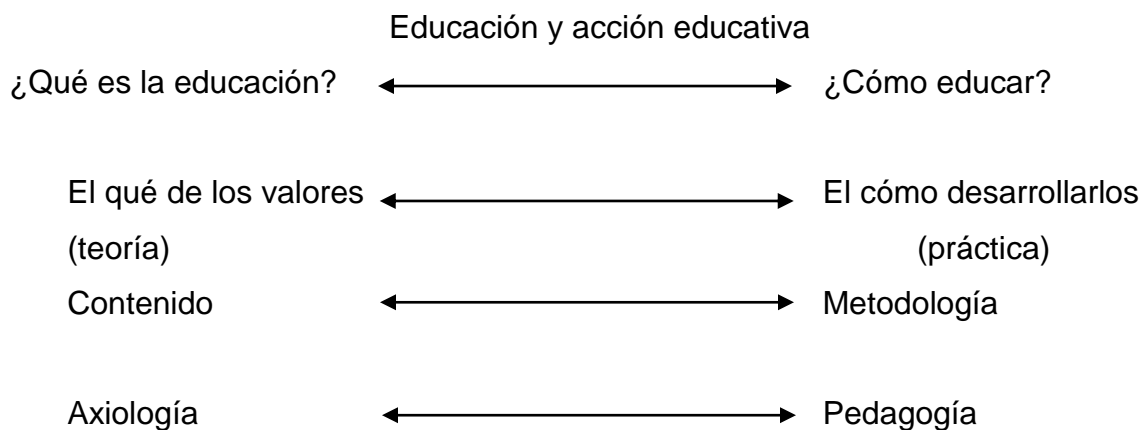 Educación y acción educativa
¿Qué es la educación? ¿Cómo educar?
El qué de los valores El cómo desarrollarlos
(teoría) (práctica)
Contenido Metodología
Axiología Pedagogía